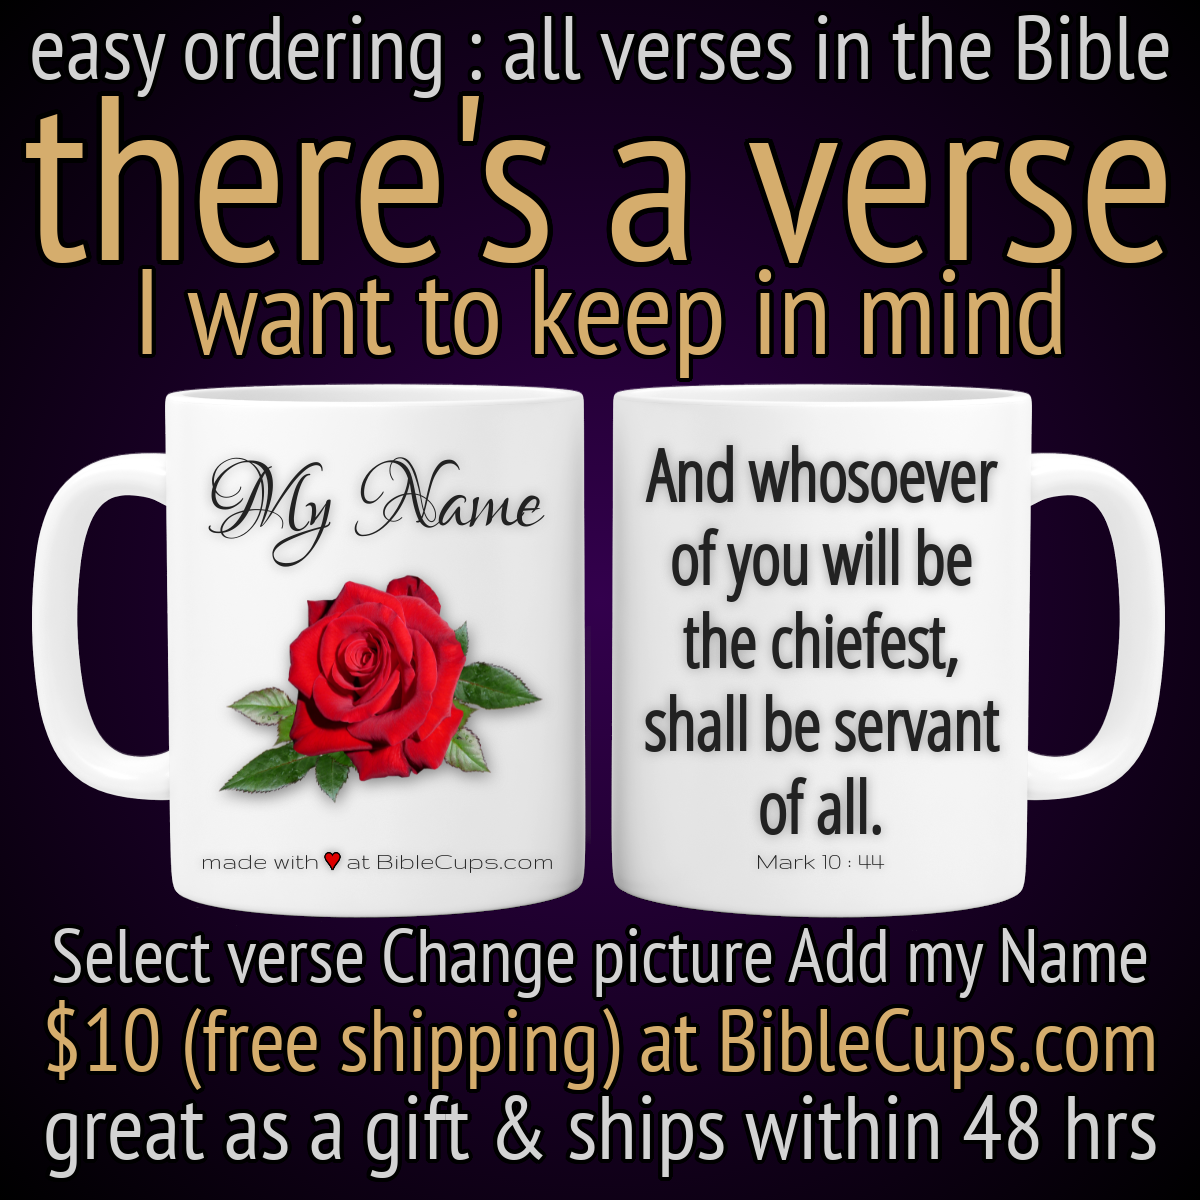 easy ordering : all verses in the Bible
there's a verse
I want to keep in mind
My Name
made with ❤ at BibleCups.com
And whosoever
of you will be
the chiefest,
shall be servant
of all.
Mark 10 : 44
Select verse Change picture Add my Name
$10 (free shipping) at BibleCups.com
great as a gift & ships within 48 hrs